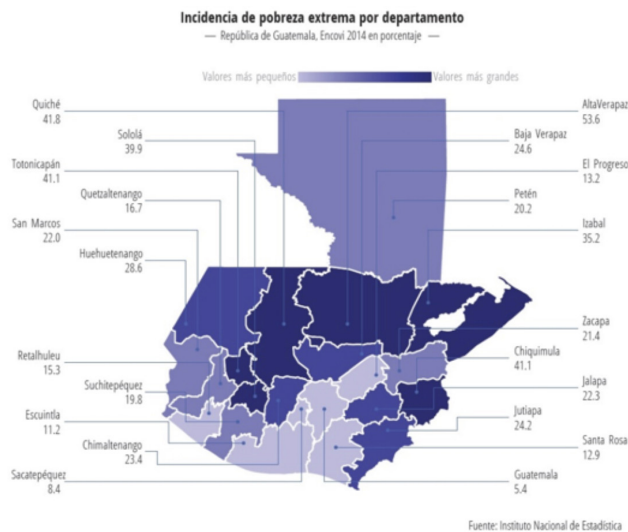 Incidencia de pobreza extrema por departamento
— República de Guatemala, Encovi 2014 en porcentaje —
Valores más pequeños
Valores más grandes
Quiché
41.8
Sololá
39.9
Totonicapán
41.1
Quetzaltenango
16.7
San Marcos
22.0
Huehuetenango
28.6
Retalhuleu
15.3
Suchitepéquez
19.8
Escuintla
11.2
Chimaltenango
23.4
Sacatepéquez
8.4
AltaVerapaz
53.6
Baja Verapaz
24.6
El Progreso
13.2
Petén
20.2
Izabal
35.2
Zacapa
21.4
Chiquimula
41.1
Jalapa
22.3
Jutiapa
24.2
Santa Rosa
12.9
Guatemala
5.4
Fuente: Instituto Nacional de Estadística